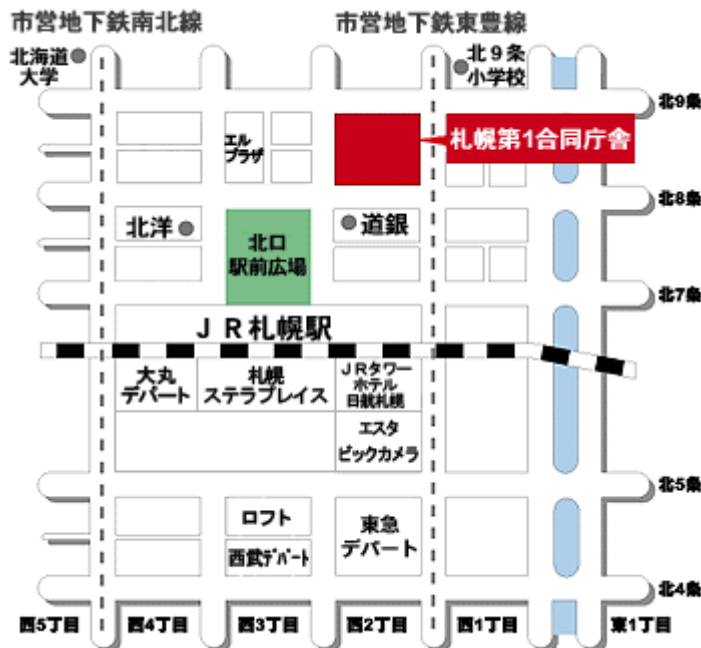 市営地下鉄南北線
市営地下鉄東豊線
北海道
大学
北9条
小学校
北9条
エル
プラザ
札幌第1合同庁舎
北8条
北洋
北口
駅前広場
道銀
北7条
JR札幌駅
大丸
デパート
札幌
ステラプレイス
JRタワー
ホテル
日航札幌
エスタ
ビックカメラ
北5条
ロフト
西武デパート
東急
デパート
北4条
西5丁目
西4丁目
西3丁目
西2丁目
西1丁目
東1丁目